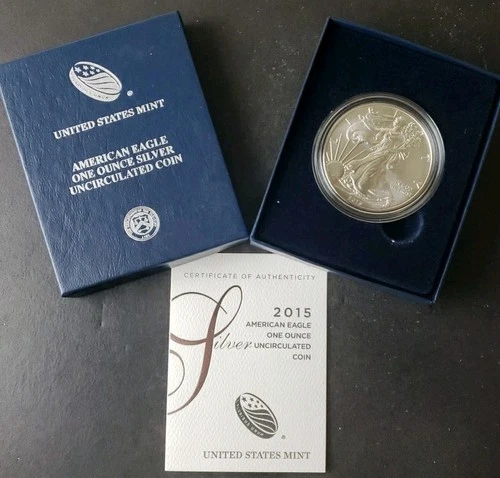 UNITED STATES MINT
AMERICAN EAGLE
ONE OUNCE SILVER
UNCIRCULATED COIN
CERTIFICATE OF AUTHENTICITY
2015
AMERICAN EAGLE
ONE OUNCE
Silver UNCIRCULATED
COIN
UNITED STATES MINT